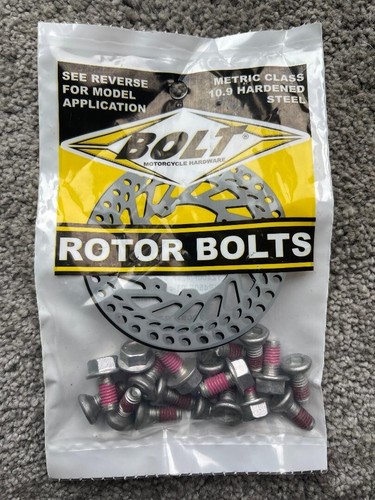 SEE REVERSE
FOR MODEL
APPLICATION
METRIC CLASS
10.9 HARDENED
STEEL
BOLT®
MOTORCYCLE HARDWARE
ROTOR BOLTS